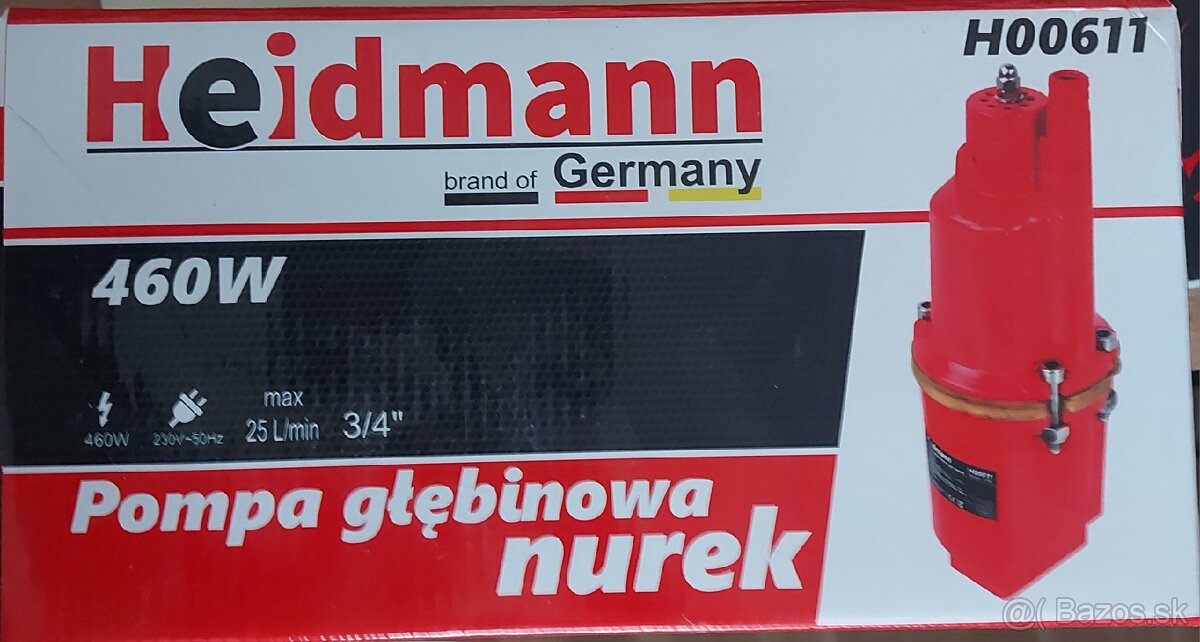 Heidmann
brand of Germany
H00611
460W
460W
230V~50Hz
max
25 L/min
3/4"
Pompa głębinowa
nurek
H00611
@( Bazos.sk